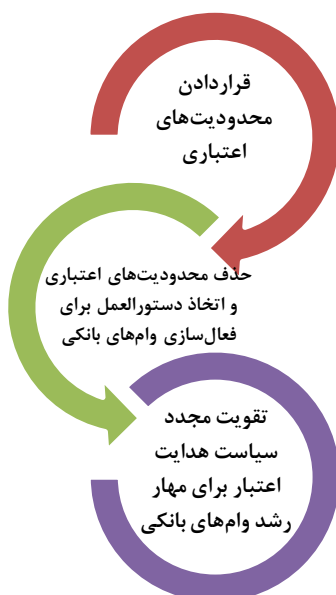 قراردادن
محدودیت‌های
اعتباری
حذف محدودیت‌های اعتباری
و اتخاذ دستورالعمل برای
فعال‌سازی وام‌های بانکی
تقویت مجدد
سیاست هدایت
اعتبار برای مهار
رشد وام‌های بانکی